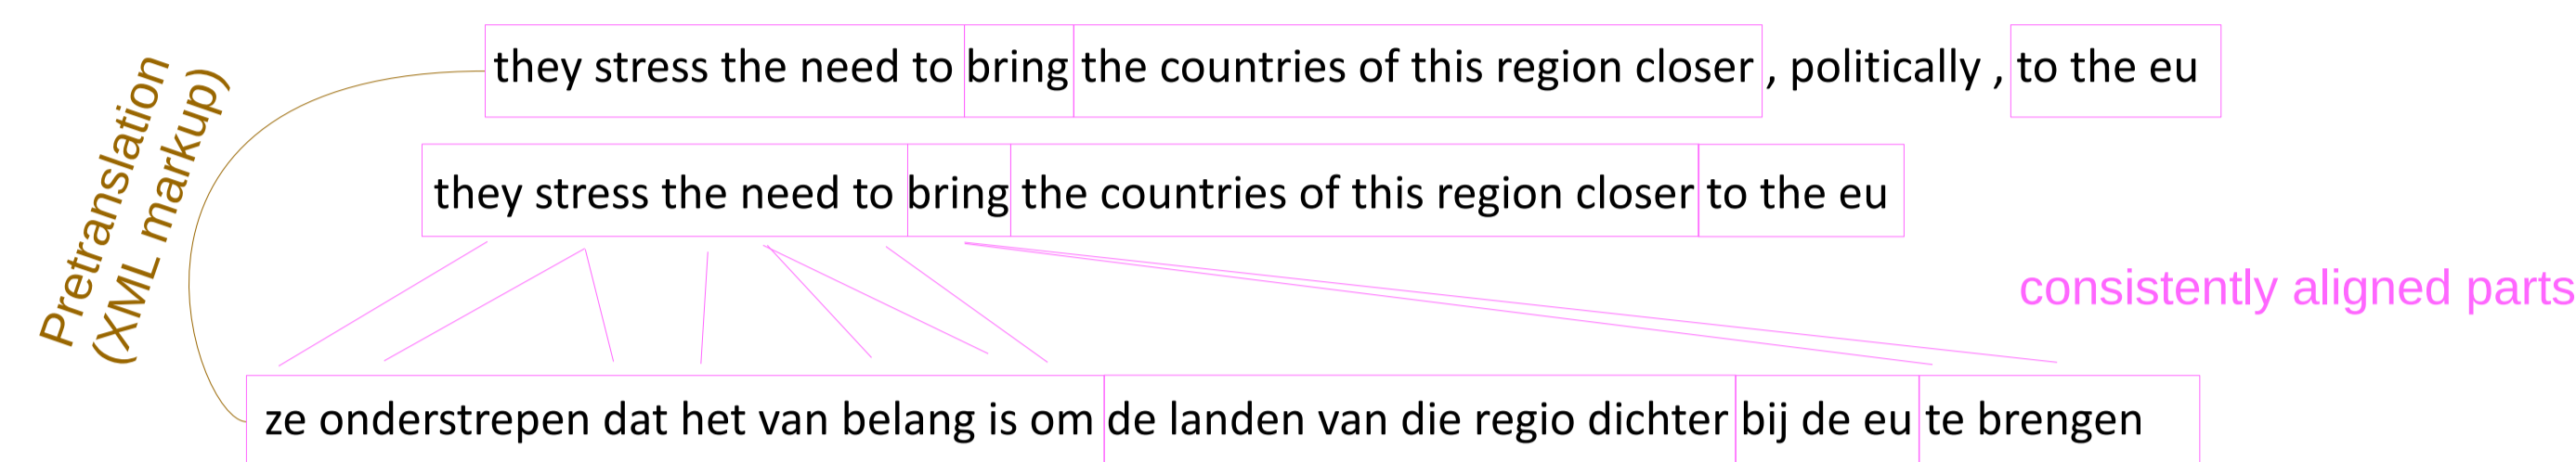 they stress the need to bring the countries of this region closer , politically , to the eu
Pretranslation
(XML markup)
they stress the need to bring the countries of this region closer to the eu
consistently aligned parts
ze onderstrepen dat het van belang is om de landen van die regio dichter bij de eu te brengen